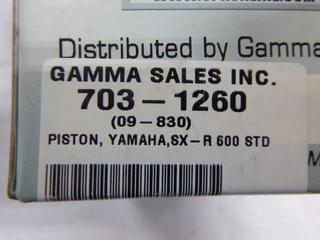 Distributed by Gamma
GAMMA SALES INC.
703-1260
(09-830)
PISTON, YAMAHA,SX-R 600 STD
M